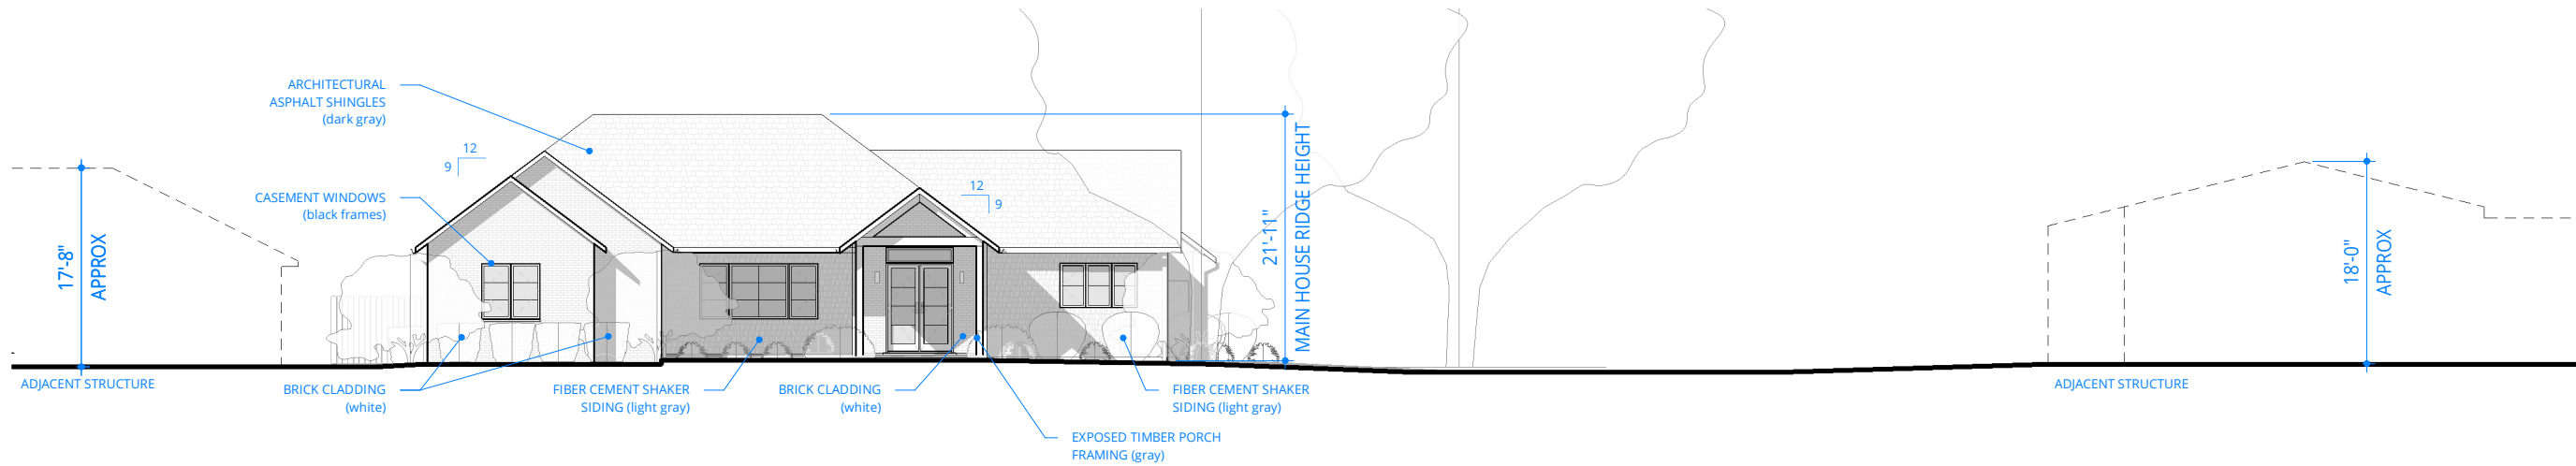 ARCHITECTURAL
ASPHALT SHINGLES
(dark gray)
12
9
CASEMENT WINDOWS
(black frames)
12
9
17'-8"
APPROX
21'-11"
MAIN HOUSE RIDGE HEIGHT
18'-0"
APPROX
ADJACENT STRUCTURE
BRICK CLADDING
(white)
FIBER CEMENT SHAKER
SIDING (light gray)
BRICK CLADDING
(white)
EXPOSED TIMBER PORCH
FRAMING (gray)
FIBER CEMENT SHAKER
SIDING (light gray)
ADJACENT STRUCTURE